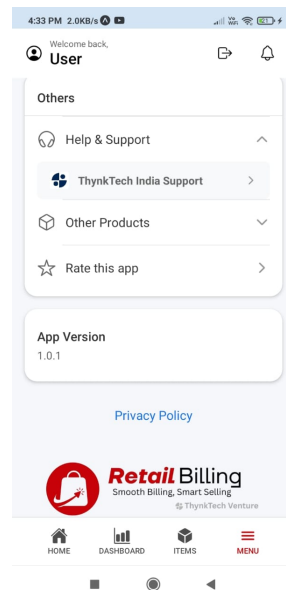 4:33 PM 2.0KB/s
Vo WiFi
Welcome back,
User
Others
Help & Support
ThynkTech India Support
Other Products
Rate this app
App Version
1.0.1
Privacy Policy
Retail Billing
Smooth Billing, Smart Selling
ThynkTech Venture
HOME DASHBOARD ITEMS MENU